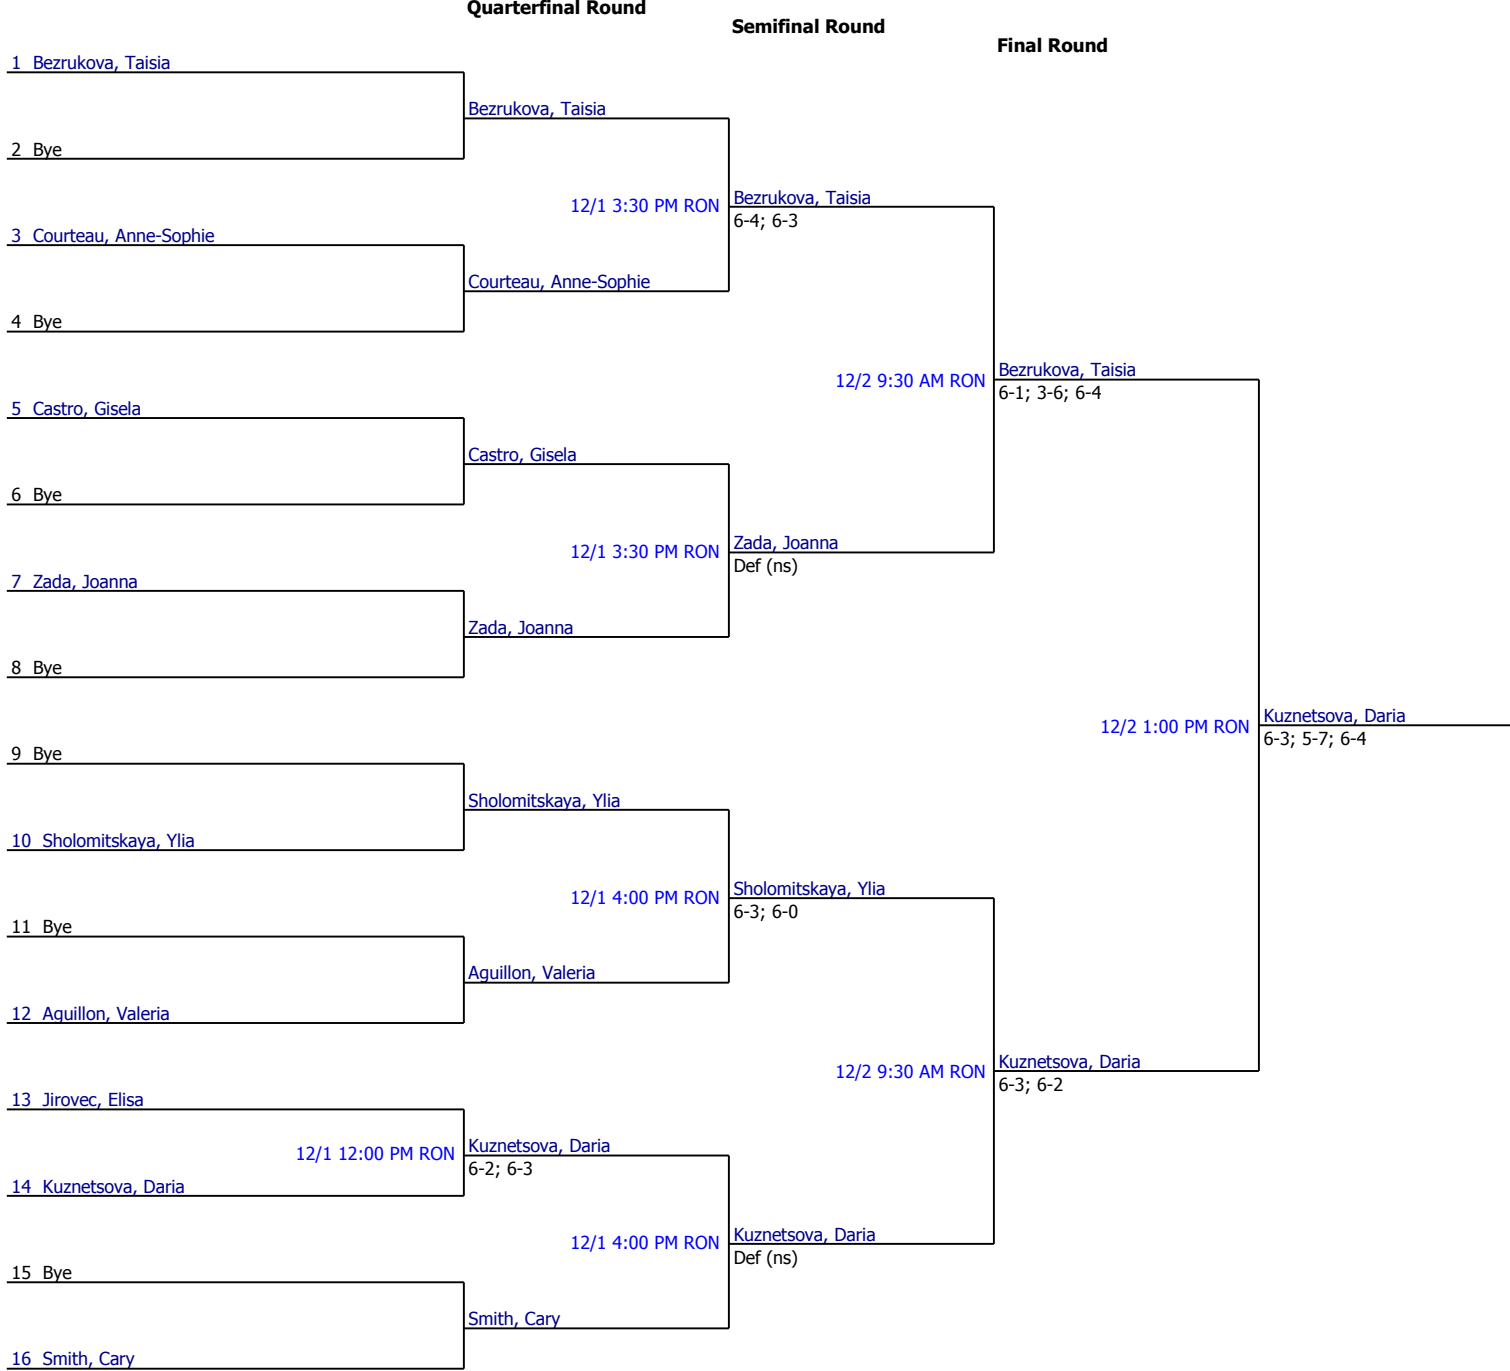 Quarterfinal Round
Semifinal Round
Final Round
1 Bezrukova, Taisia
2 Bye
3 Courteau, Anne-Sophie
4 Bye
5 Castro, Gisela
6 Bye
7 Zada, Joanna
8 Bye
9 Bye
10 Sholomitskaya, Ylia
11 Bye
12 Aguillon, Valeria
13 Jirovec, Elisa
14 Kuznetsova, Daria
15 Bye
16 Smith, Cary
12/1 12:00 PM RON
Bezrukova, Taisia
Courteau, Anne-Sophie
Castro, Gisela
Zada, Joanna
Sholomitskaya, Ylia
Aguillon, Valeria
Kuznetsova, Daria
6-2; 6-3
Smith, Cary
12/1 3:30 PM RON
Bezrukova, Taisia
6-4; 6-3
12/1 3:30 PM RON
Zada, Joanna
Def (ns)
12/1 4:00 PM RON
Sholomitskaya, Ylia
6-3; 6-0
12/1 4:00 PM RON
Kuznetsova, Daria
Def (ns)
12/2 9:30 AM RON
Bezrukova, Taisia
6-1; 3-6; 6-4
12/2 9:30 AM RON
Kuznetsova, Daria
6-3; 6-2
12/2 1:00 PM RON
Kuznetsova, Daria
6-3; 5-7; 6-4